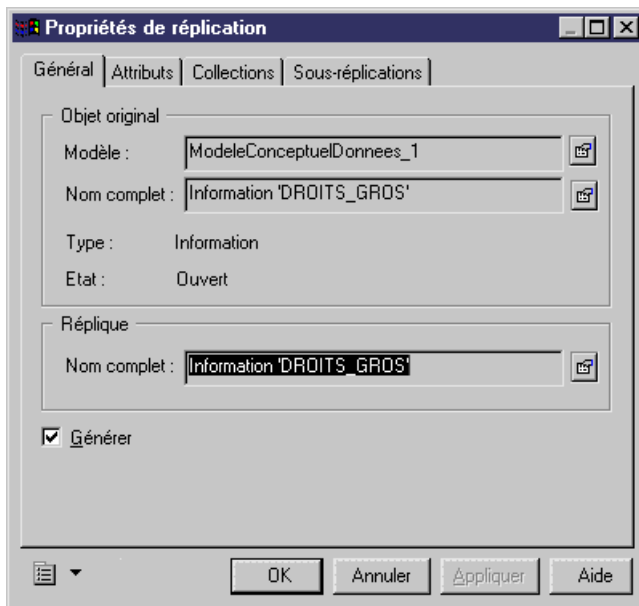 Propriétés de réplication
Général Attributs Collections Sous-réplications
Objet original
Modèle : ModeleConceptuelDonnees_1
Nom complet : Information 'DROITS_GROS'
Type : Information
Etat : Ouvert
Réplique
Nom complet : Information 'DROITS_GROS'
Générer
OK Annuler Appliquer Aide